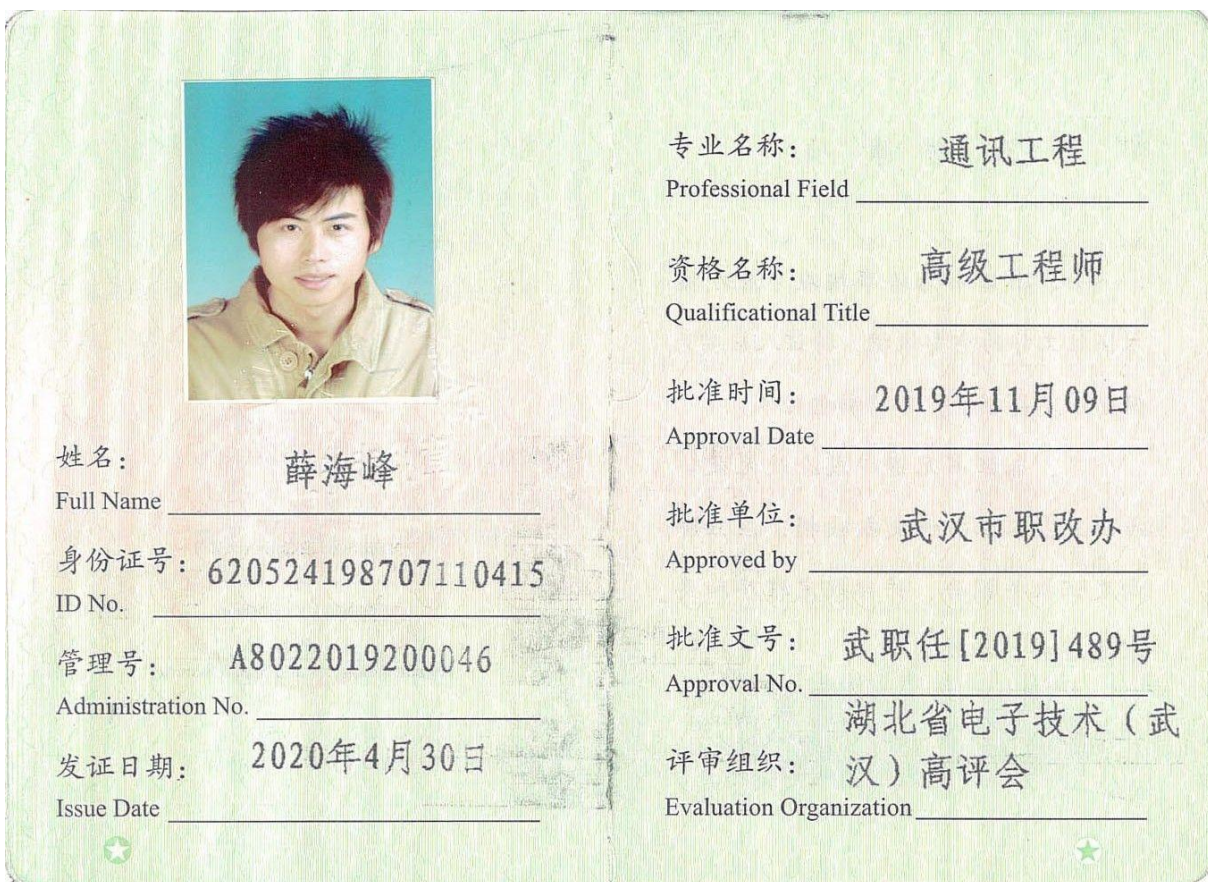 姓名： 薛海峰
Full Name
身份证号： 620524198707110415
ID No.
管理号： A8022019200046
Administration No.
发证日期： 2020年4月30日
Issue Date
专业名称： 通讯工程
Professional Field
资格名称： 高级工程师
Qualificational Title
批准时间： 2019年11月09日
Approval Date
批准单位： 武汉市职改办
Approved by
批准文号： 武职任[2019]489号
Approval No.
湖北省电子技术（武
评审组织： 汉）高评会
Evaluation Organization